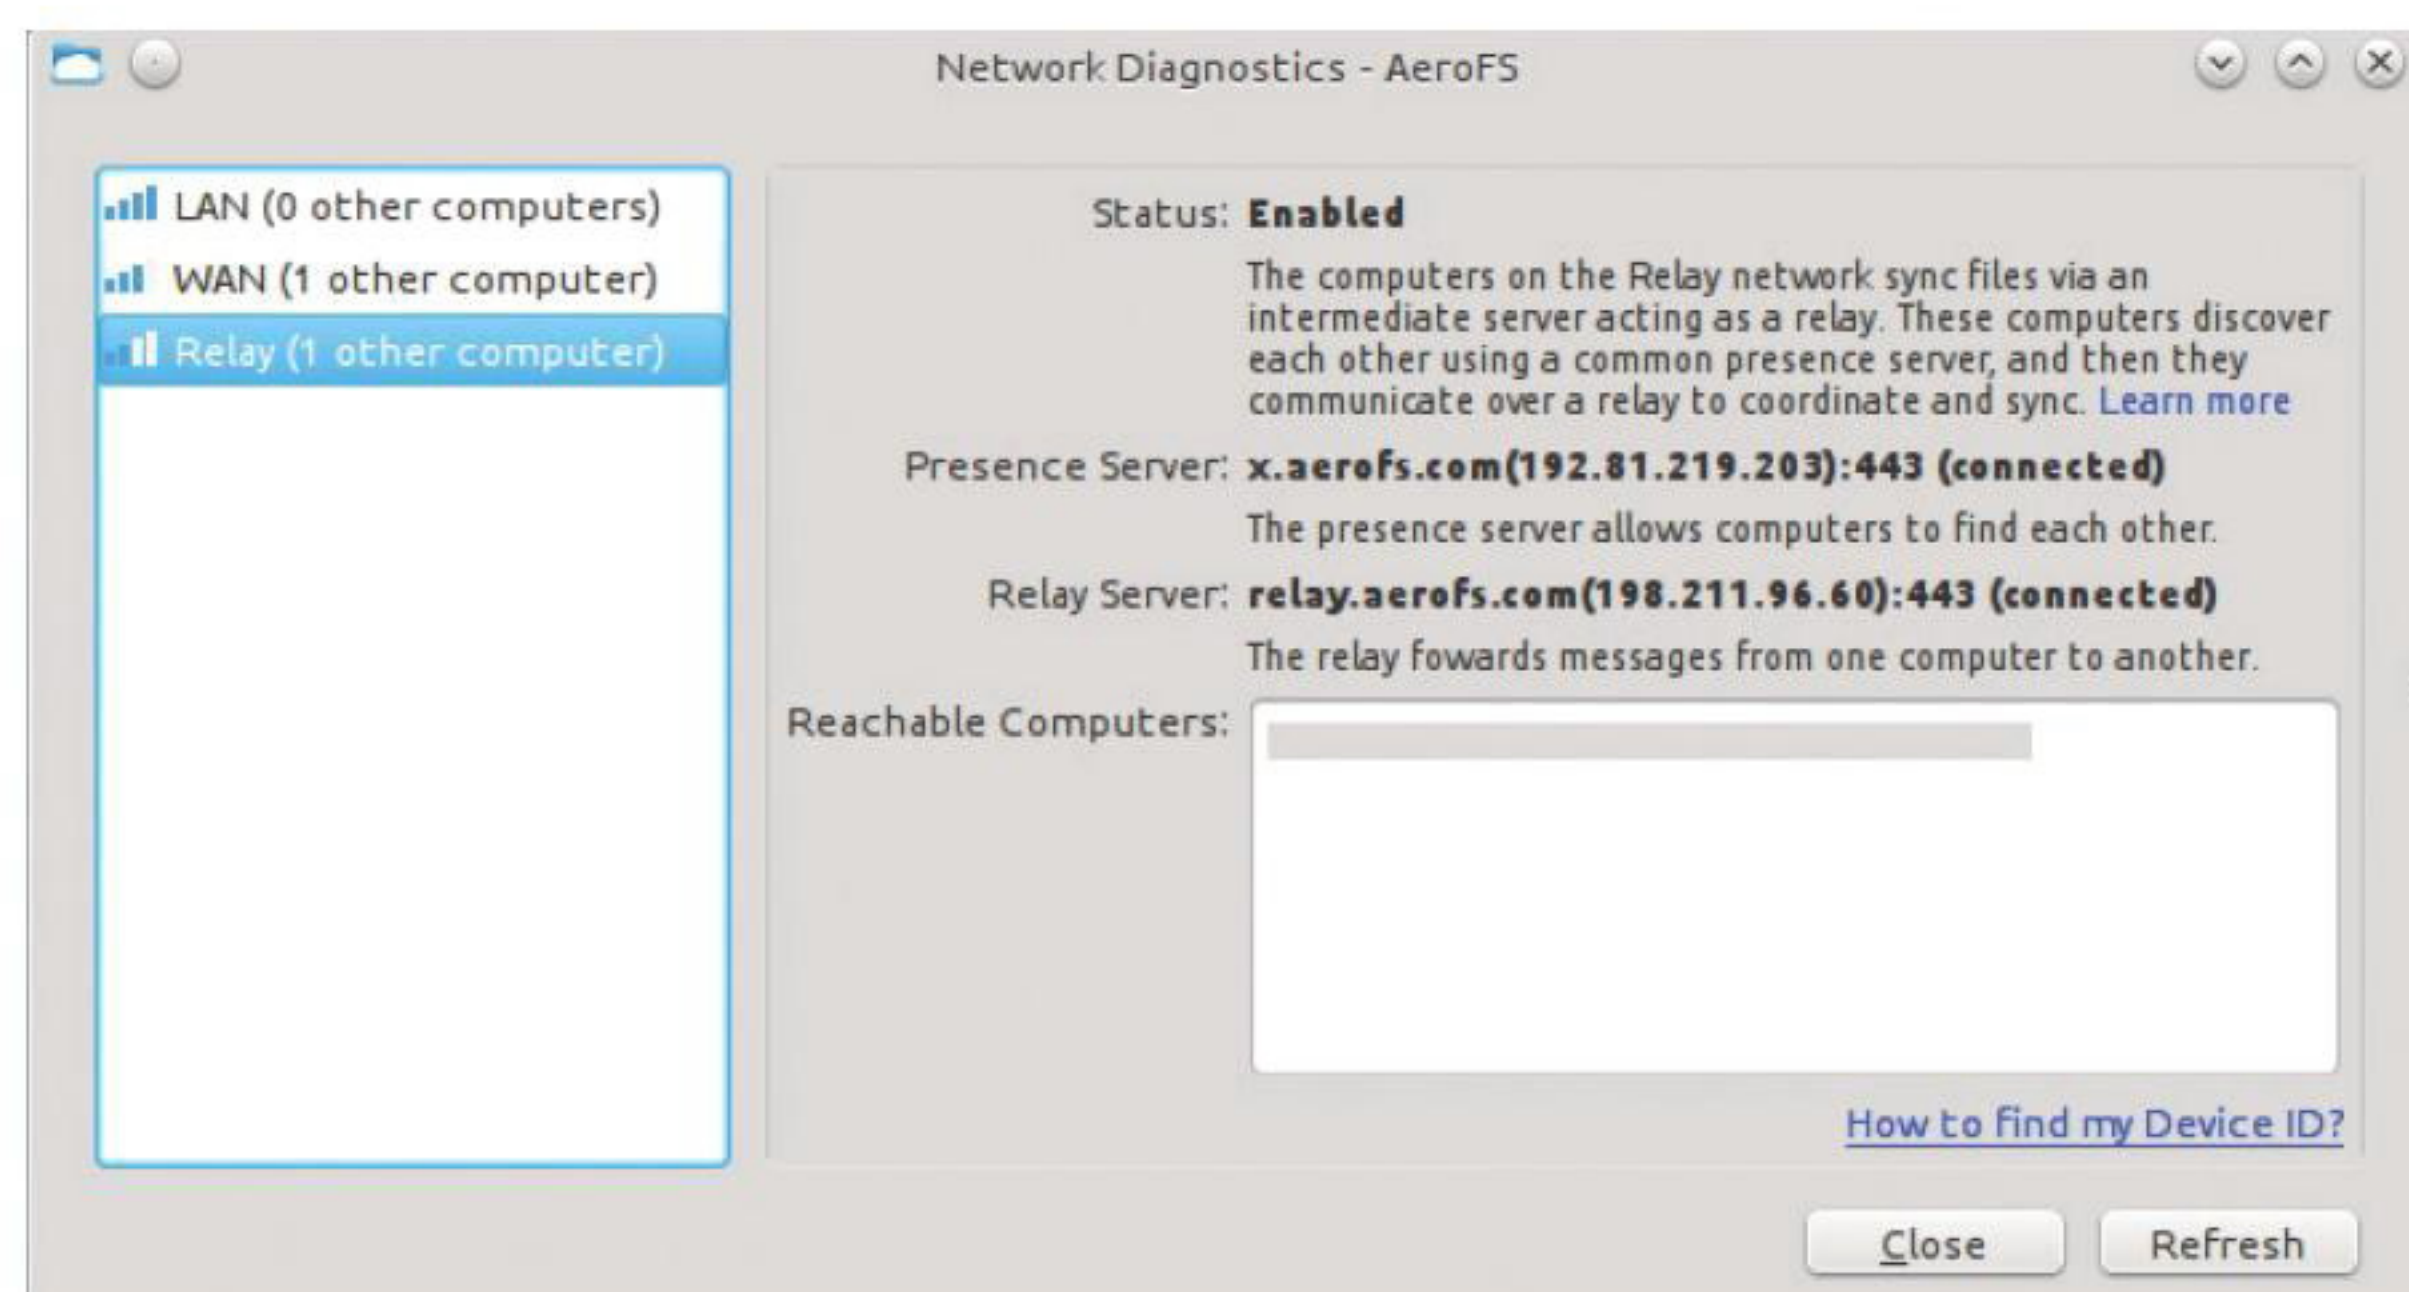 Network Diagnostics - AeroFS
LAN (0 other computers)
WAN (1 other computer)
Relay (1 other computer)
Status: Enabled
The computers on the Relay network sync files via an
intermediate server acting as a relay. These computers discover
each other using a common presence server, and then they
communicate over a relay to coordinate and sync. Learn more
Presence Server: x.aerofs.com(192.81.219.203):443 (connected)
The presence server allows computers to find each other.
Relay Server: relay.aerofs.com(198.211.96.60):443 (connected)
The relay fowards messages from one computer to another.
Reachable Computers:
How to find my Device ID?
Close
Refresh